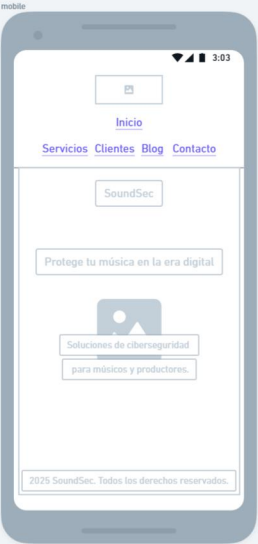 mobile
3:03
Inicio
Servicios Clientes Blog Contacto
SoundSec
Protege tu música en la era digital
Soluciones de ciberseguridad
para músicos y productores.
2025 SoundSec. Todos los derechos reservados.